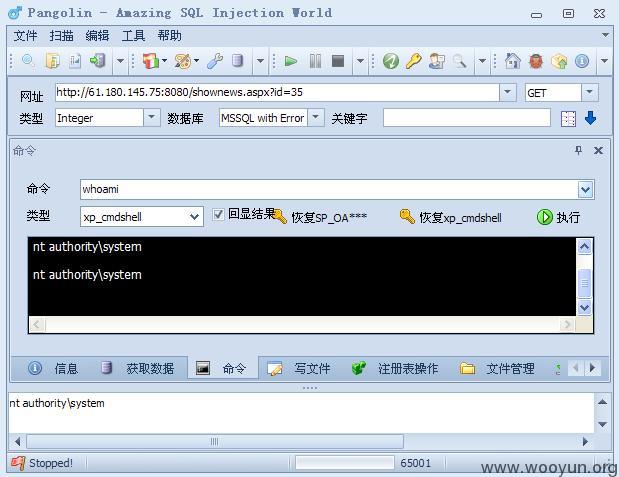 Pangolin - Amazing SQL Injection World
文件 扫描 编辑 工具 帮助
网址 http://61.180.145.75:8080/shownews.aspx?id=35 GET
类型 Integer 数据库 MSSQL with Error 关键字
命令
命令 whoami
类型 xp_cmdshell 回显结果 恢复SP_OA*** 恢复xp_cmdshell 执行
nt authority\system
nt authority\system
信息 获取数据 命令 写文件 注册表操作 文件管理
nt authority\system
Stopped! 65001
www.wooyun.org